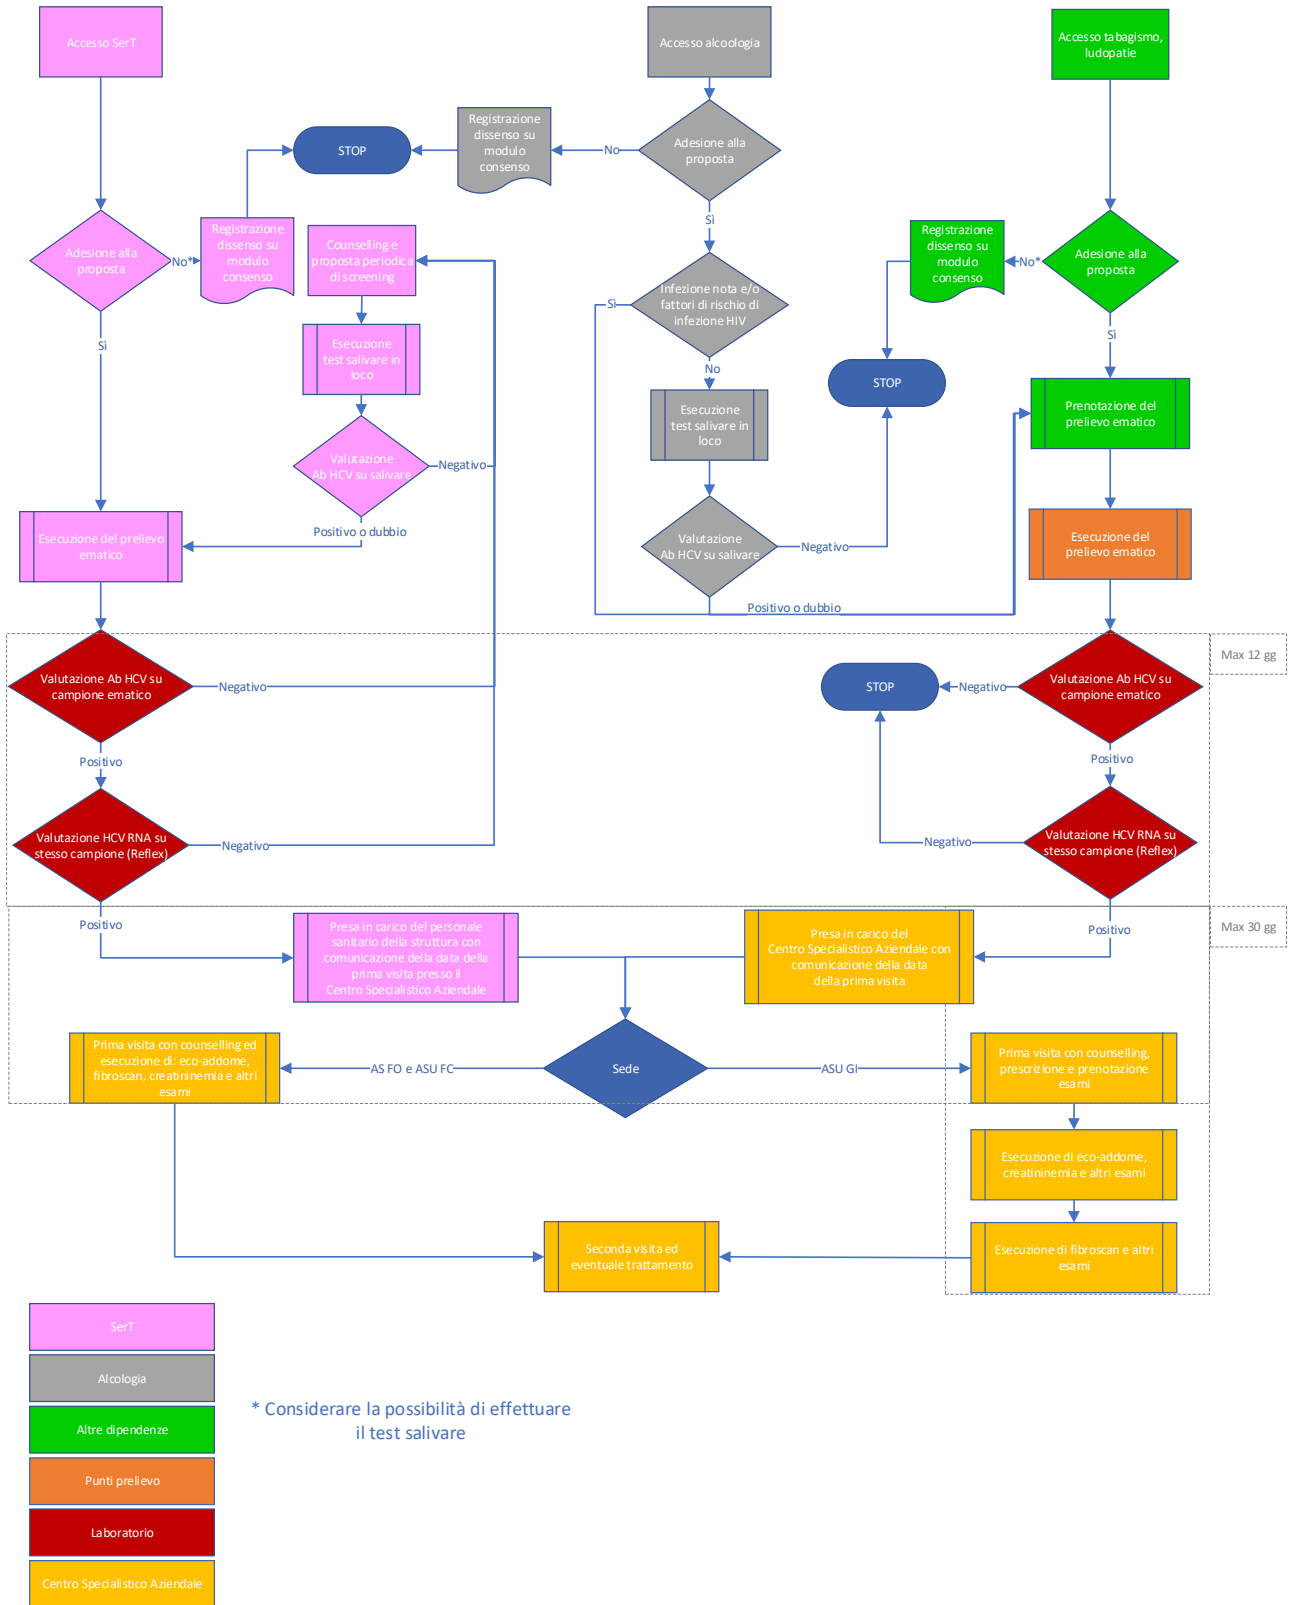 Accesso SerT
Accesso alcoologia
Accesso tabagismo,
ludopatie
Registrazione
dissenso su
modulo
consenso
STOP
No
Adesione alla
proposta
Sì
Adesione alla
proposta
No*
Registrazione
dissenso su
modulo
consenso
Counselling e
proposta periodica
di screening
Registrazione
dissenso su
modulo
consenso
No*
Adesione alla
proposta
Sì
Infezione nota e/o
fattori di rischio di
infezione HIV
Sì
No
Sì
Esecuzione
test salivare in
loco
STOP
Esecuzione
test salivare in
loco
Prenotazione del
prelievo ematico
Valutazione
Ab HCV su salivare
Negativo
Positivo o dubbio
Esecuzione del prelievo
ematico
Valutazione
Ab HCV su salivare
Negativo
Positivo o dubbio
Esecuzione del
prelievo ematico
Max 12 gg
Valutazione Ab HCV su
campione ematico
Negativo
STOP
Negativo
Valutazione Ab HCV su
campione ematico
Positivo
Positivo
Valutazione HCV RNA su
stesso campione (Reflex)
Negativo
Negativo
Valutazione HCV RNA su
stesso campione (Reflex)
Positivo
Positivo
Max 30 gg
Presa in carico del personale
sanitario della struttura con
comunicazione della data della
prima visita presso il
Centro Specialistico Aziendale
Presa in carico del
Centro Specialistico Aziendale con
comunicazione della data
della prima visita
Prima visita con counselling ed
esecuzione di: eco-addome,
fibroscan, creatininemia e altri
esami
AS FO e ASU FC
Sede
ASU GI
Prima visita con counselling,
prescrizione e prenotazione
esami
Esecuzione di eco-addome,
creatininemia e altri esami
Seconda visita ed
eventuale trattamento
Esecuzione di fibroscan e altri
esami
SerT
Alcologia
Altre dipendenze
Punti prelievo
Laboratorio
Centro Specialistico Aziendale
* Considerare la possibilità di effettuare
il test salivare